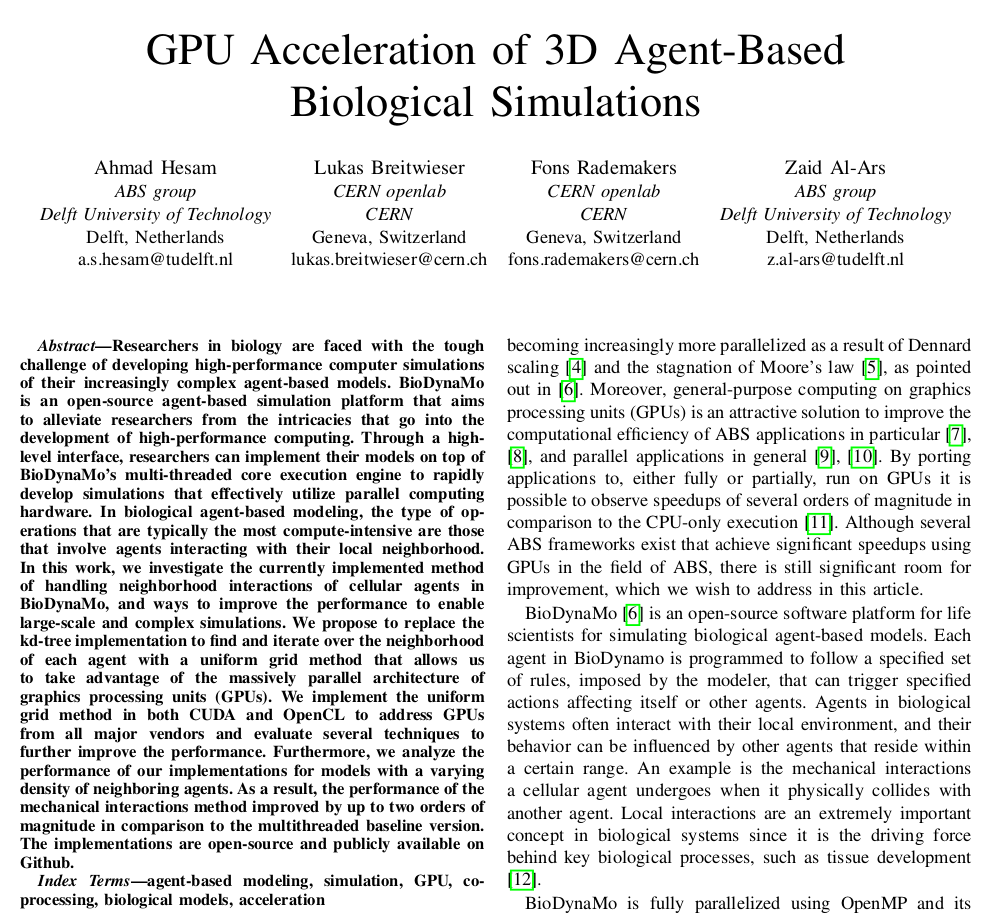 GPU Acceleration of 3D Agent-Based
Biological Simulations
Ahmad Hesam
ABS group
Delft University of Technology
Delft, Netherlands
a.s.hesam@tudelft.nl
Lukas Breitwieser
CERN openlab
CERN
Geneva, Switzerland
lukas.breitwieser@cern.ch
Fons Rademakers
CERN openlab
CERN
Geneva, Switzerland
fons.rademakers@cern.ch
Zaid Al-Ars
ABS group
Delft University of Technology
Delft, Netherlands
z.al-ars@tudelft.nl
Abstract—Researchers in biology are faced with the tough
challenge of developing high-performance computer simulations
of their increasingly complex agent-based models. BioDynaMo
is an open-source agent-based simulation platform that aims
to alleviate researchers from the intricacies that go into the
development of high-performance computing. Through a high-
level interface, researchers can implement their models on top of
BioDynaMo's multi-threaded core execution engine to rapidly
develop simulations that effectively utilize parallel computing
hardware. In biological agent-based modeling, the type of op-
erations that are typically the most compute-intensive are those
that involve agents interacting with their local neighborhood.
In this work, we investigate the currently implemented method
of handling neighborhood interactions of cellular agents in
BioDynaMo, and ways to improve the performance to enable
large-scale and complex simulations. We propose to replace the
kd-tree implementation to find and iterate over the neighborhood
of each agent with a uniform grid method that allows us
to take advantage of the massively parallel architecture of
graphics processing units (GPUs). We implement the uniform
grid method in both CUDA and OpenCL to address GPUs
from all major vendors and evaluate several techniques to
further improve the performance. Furthermore, we analyze the
performance of our implementations for models with a varying
density of neighboring agents. As a result, the performance of the
mechanical interactions method improved by up to two orders of
magnitude in comparison to the multithreaded baseline version.
The implementations are open-source and publicly available on
Github.
Index Terms—agent-based modeling, simulation, GPU, co-
processing, biological models, acceleration
becoming increasingly more parallelized as a result of Dennard
scaling [4] and the stagnation of Moore's law [5], as pointed
out in [6]. Moreover, general-purpose computing on graphics
processing units (GPUs) is an attractive solution to improve the
computational efficiency of ABS applications in particular [7],
[8], and parallel applications in general [9], [10]. By porting
applications to, either fully or partially, run on GPUs it is
possible to observe speedups of several orders of magnitude in
comparison to the CPU-only execution [11]. Although several
ABS frameworks exist that achieve significant speedups using
GPUs in the field of ABS, there is still significant room for
improvement, which we wish to address in this article.
BioDynaMo [6] is an open-source software platform for life
scientists for simulating biological agent-based models. Each
agent in BioDynamo is programmed to follow a specified set
of rules, imposed by the modeler, that can trigger specified
actions affecting itself or other agents. Agents in biological
systems often interact with their local environment, and their
behavior can be influenced by other agents that reside within
a certain range. An example is the mechanical interactions
a cellular agent undergoes when it physically collides with
another agent. Local interactions are an extremely important
concept in biological systems since it is the driving force
behind key biological processes, such as tissue development
[12].
BioDynaMo is fully parallelized using OpenMP and its